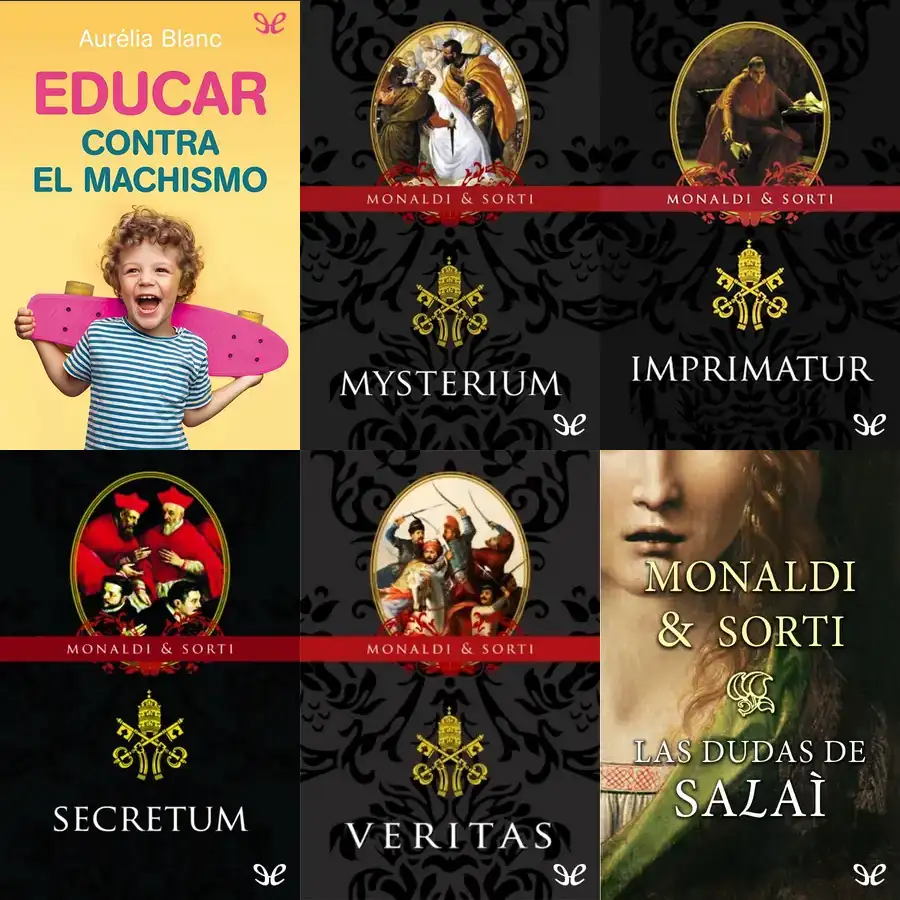 Aurélia Blanc
EDUCAR
CONTRA
EL MACHISMO
MONALDI & SORTI
MYSTERIUM
MONALDI & SORTI
IMPRIMATUR
MONALDI & SORTI
SECRETUM
MONALDI & SORTI
VERITAS
MONALDI
& SORTI
LAS DUDAS DE
SALAÌ